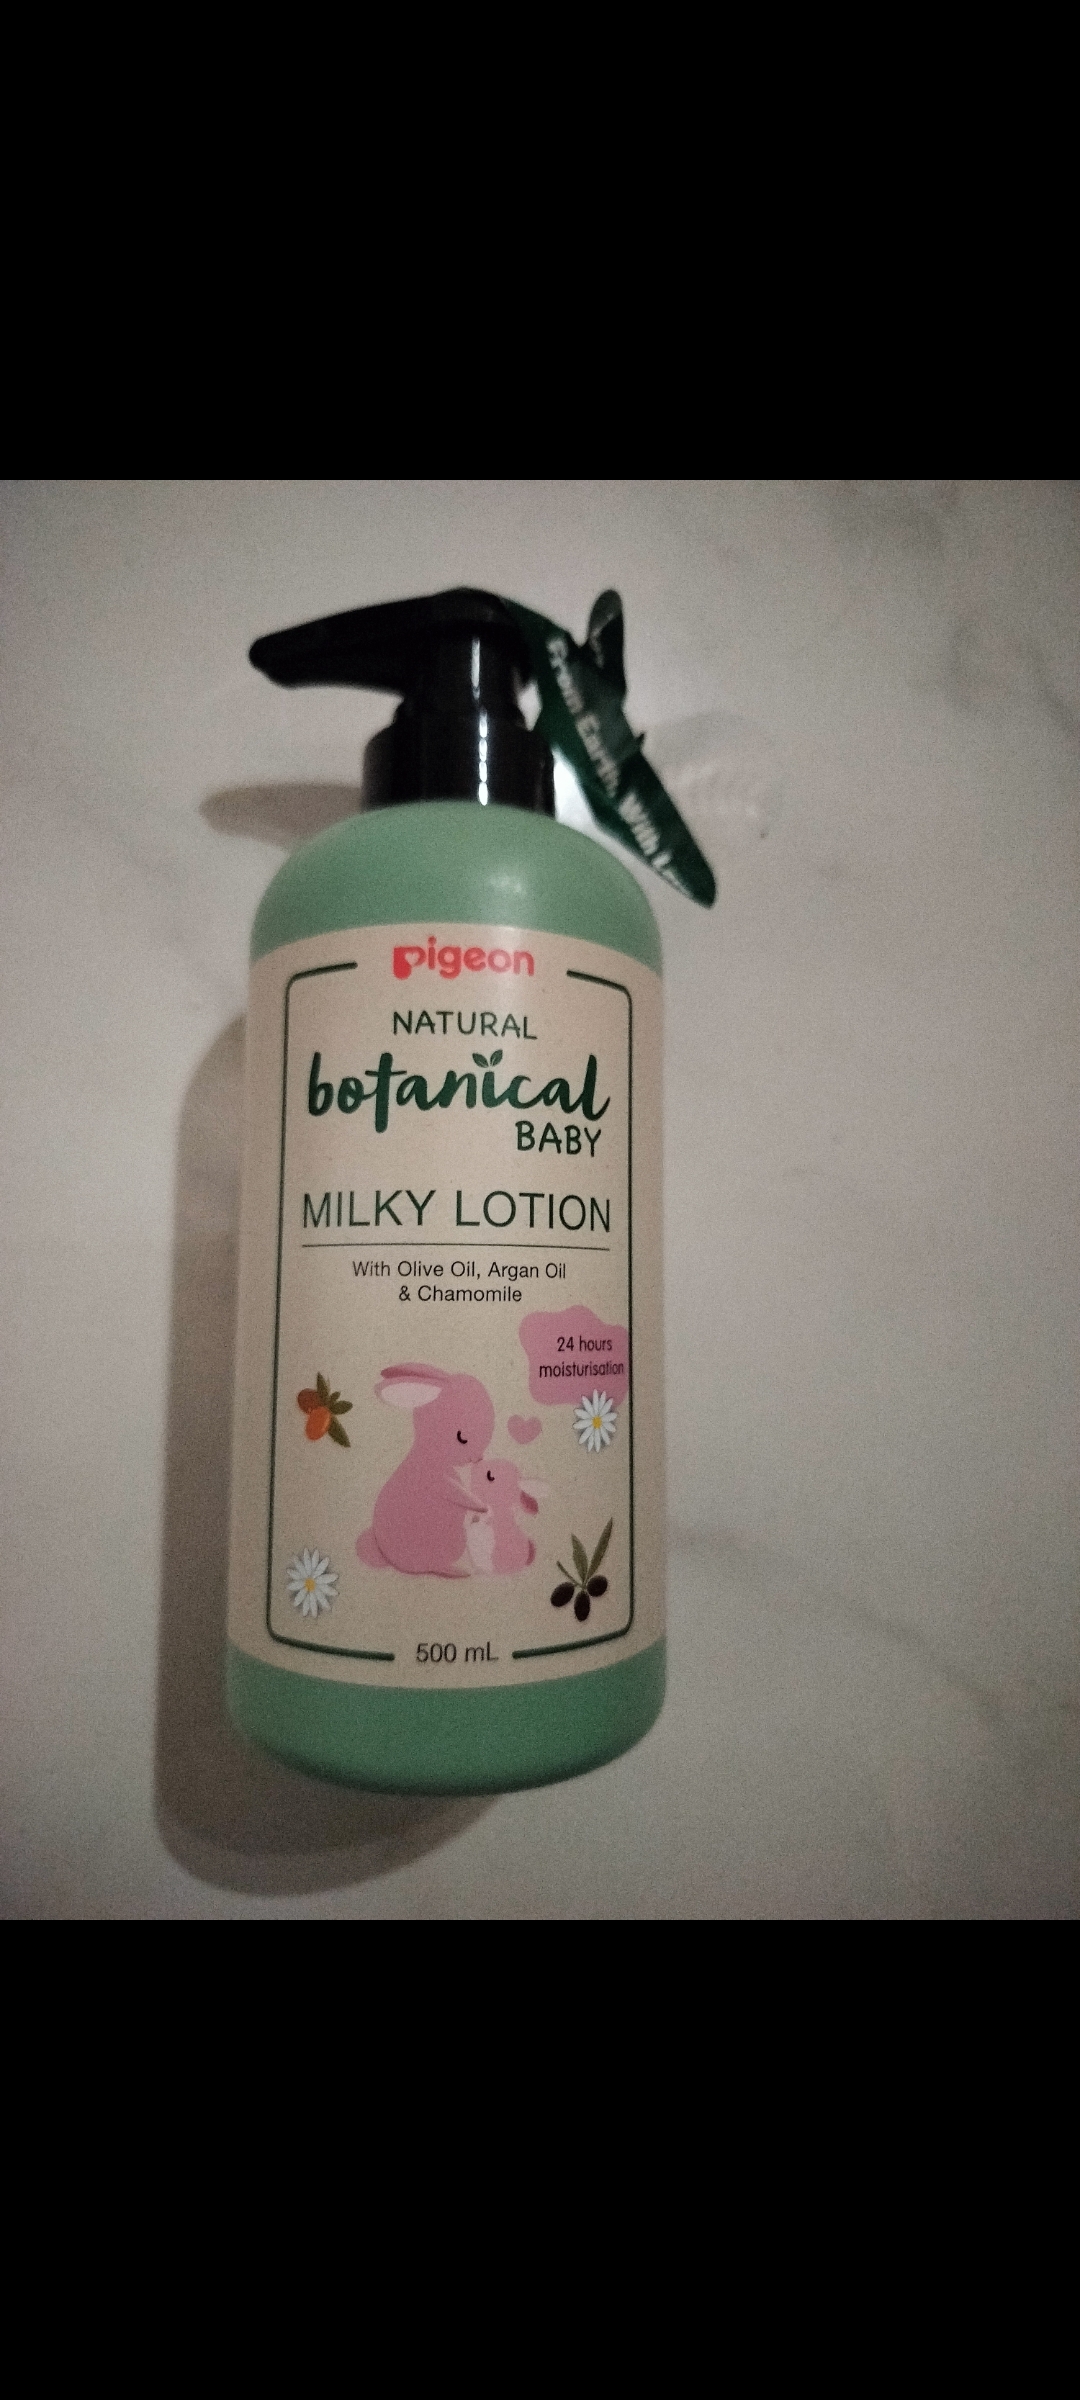 From Earth, With
pigeon
NATURAL
botanical
BABY
MILKY LOTION
With Olive Oil, Argan Oil
& Chamomile
24 hours
moisturisation
500 mL